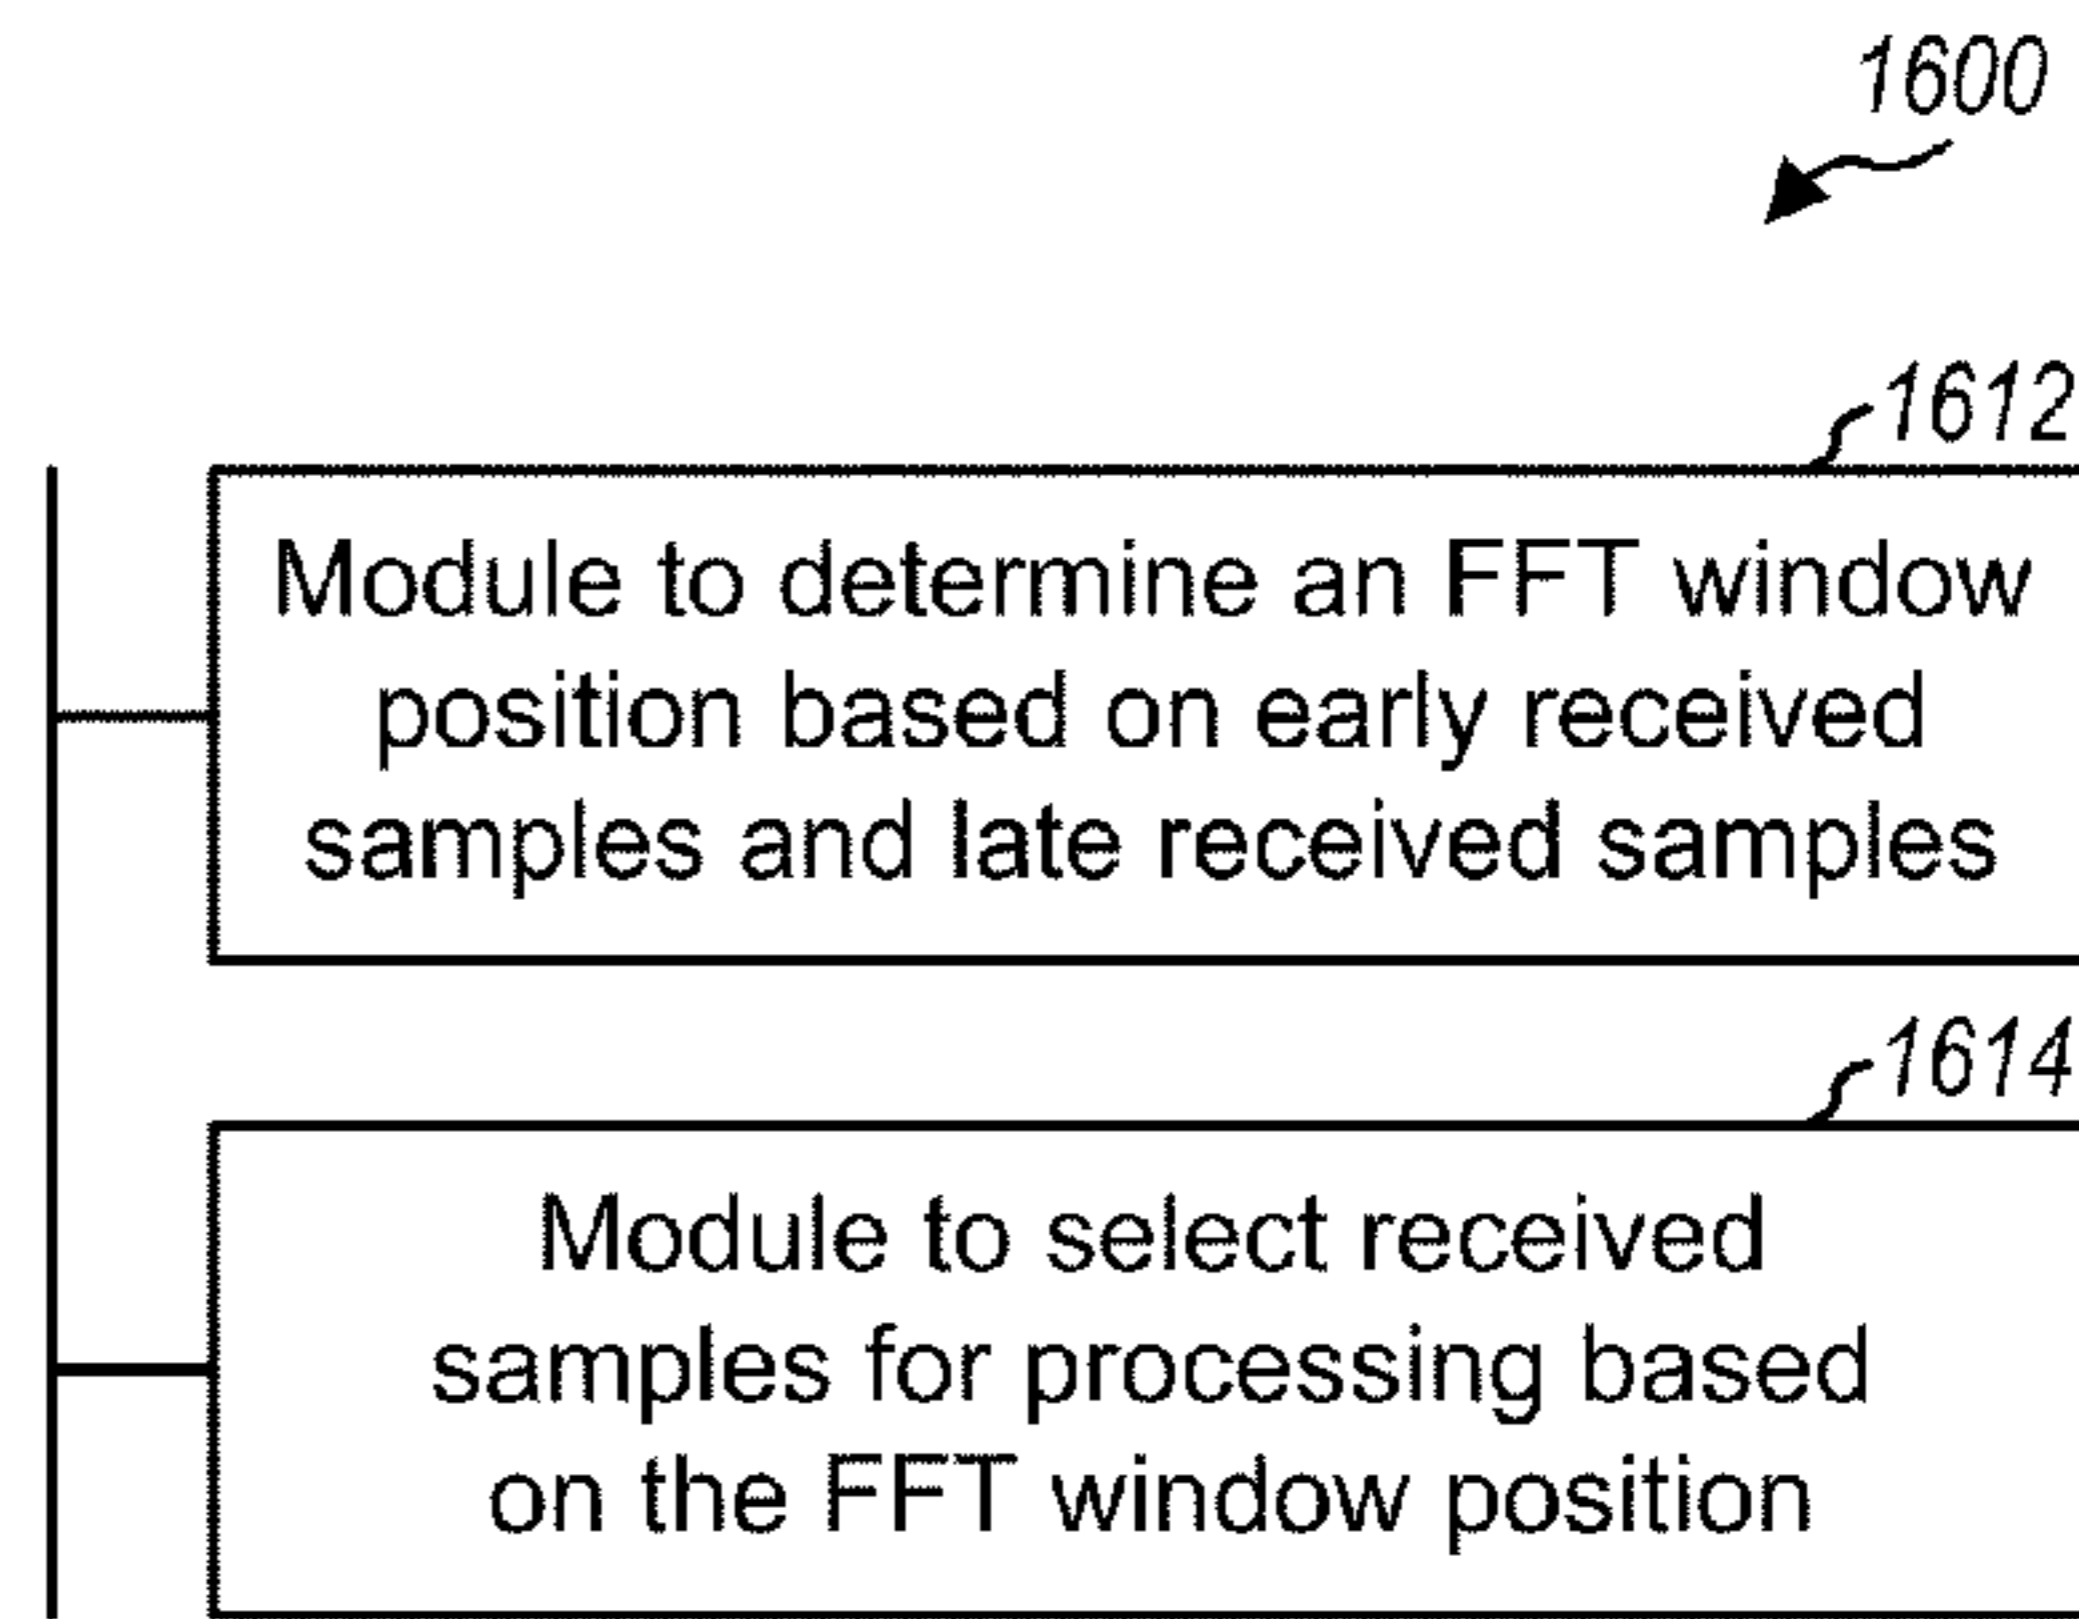 1600
1612
Module to determine an FFT window
position based on early received
samples and late received samples
1614
Module to select received
samples for processing based
on the FFT window position